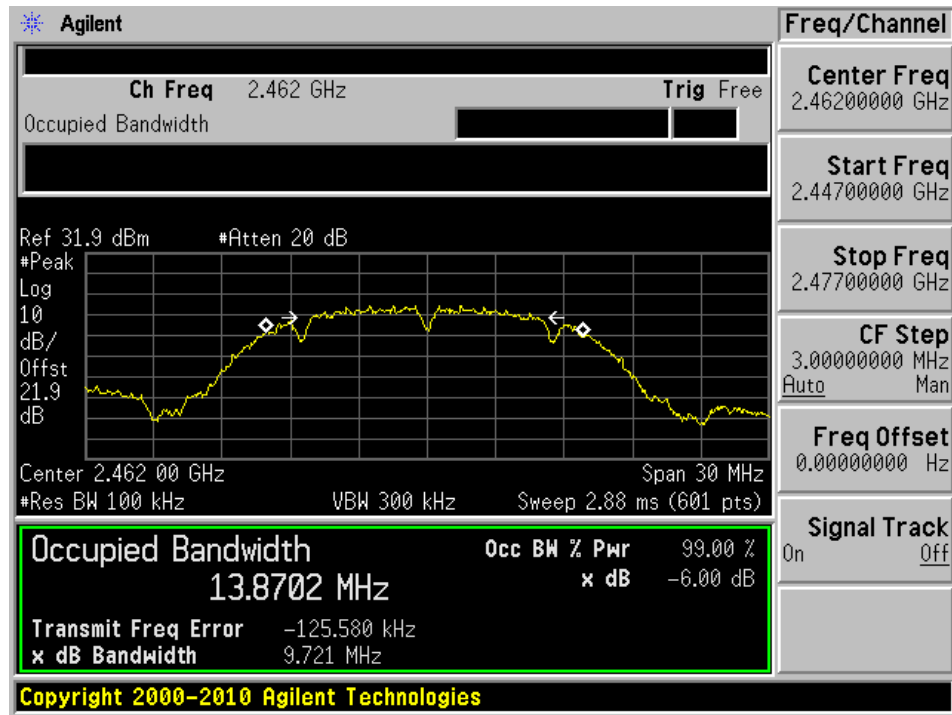 Agilent
Freq/Channel
Ch Freq 2.462 GHz Trig Free
Occupied Bandwidth
Center Freq
2.46200000 GHz
Start Freq
2.44700000 GHz
Stop Freq
2.47700000 GHz
CF Step
3.00000000 MHz
Auto Man
Freq Offset
0.00000000 Hz
Signal Track
On Off
Ref 31.9 dBm #Atten 20 dB
#Peak
Log
10
dB/
Offst
21.9
dB
Center 2.462 00 GHz Span 30 MHz
#Res BW 100 kHz VBW 300 kHz Sweep 2.88 ms (601 pts)
Occupied Bandwidth Occ BW % Pwr 99.00 %
13.8702 MHz x dB -6.00 dB
Transmit Freq Error -125.580 kHz
x dB Bandwidth 9.721 MHz
Copyright 2000-2010 Agilent Technologies